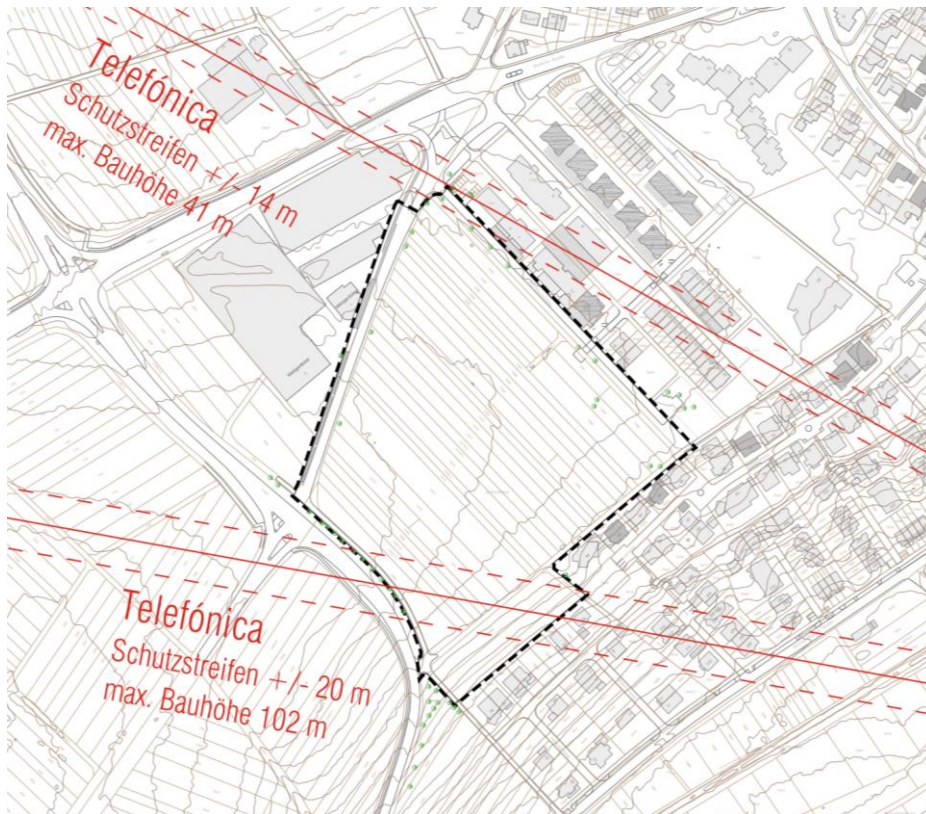 Telefónica
Schutzstreifen +/- 14 m
max. Bauhöhe 41 m
Telefónica
Schutzstreifen +/- 20 m
max. Bauhöhe 102 m